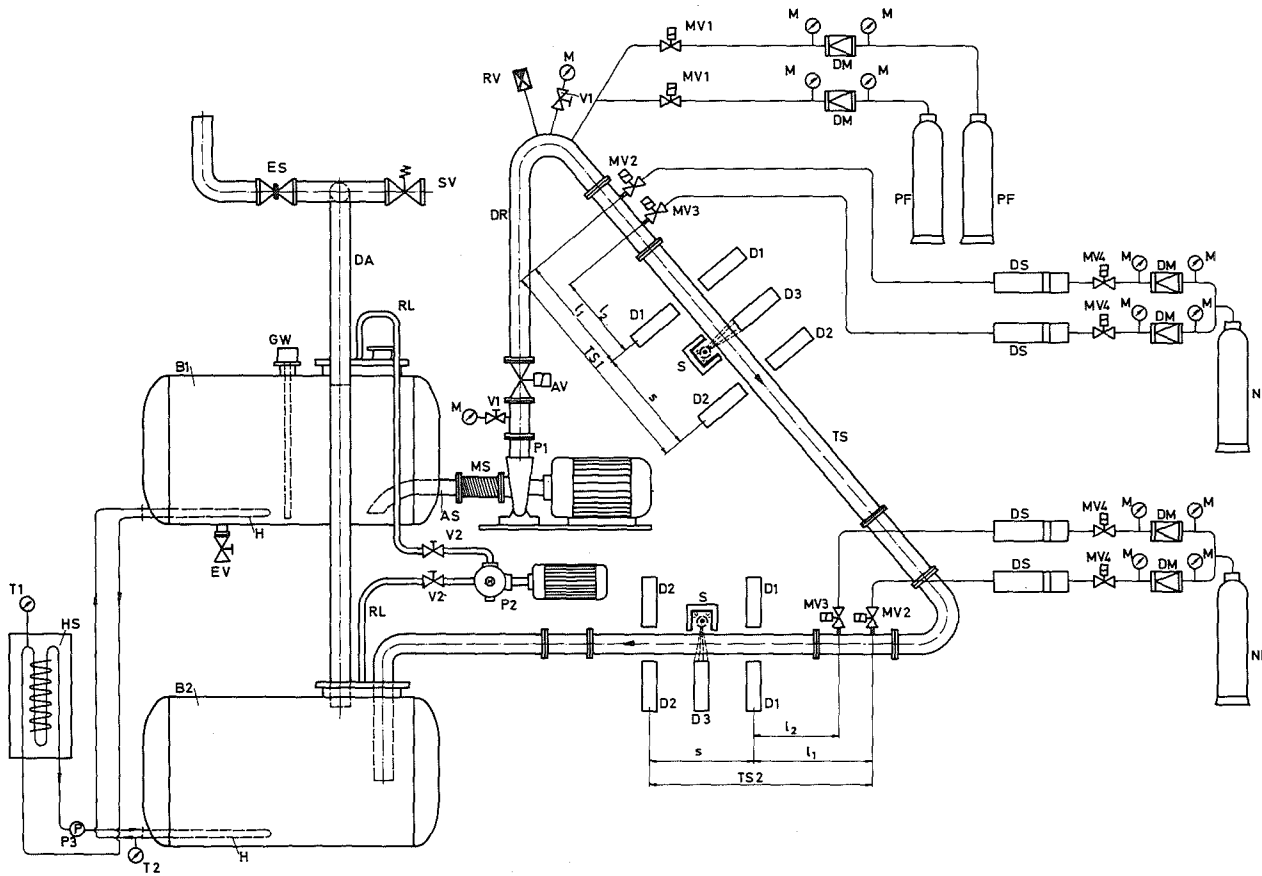 M M
MV1
M
DM
RV
V1
M M
MV1
DM
ES
SV
MV2
PF PF
MV3
DR
DA
D1
DS MV4 M DM M
RL
D3
D1
MV4 M M
l1 l2
D2
DS DM
GW
TS1
S
B1
AV
s
D2
M V1
P1
TS
MS
AS
H
V2
DS MV4 M DM M
EV
DS MV4 M DM M
T1
RL V2 P2
D2 S D1
MV3 MV2
HS
B2
D2 D3 D1
l2
s l1
TS2
P
P3
H
T2